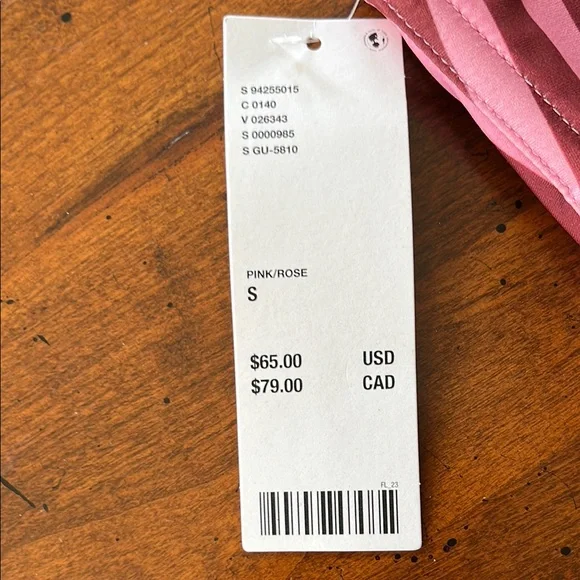 S 94255015
C 0140
V 026343
S 0000985
S GU-5810
PINK/ROSE
S
$65.00 USD
$79.00 CAD
FL_23